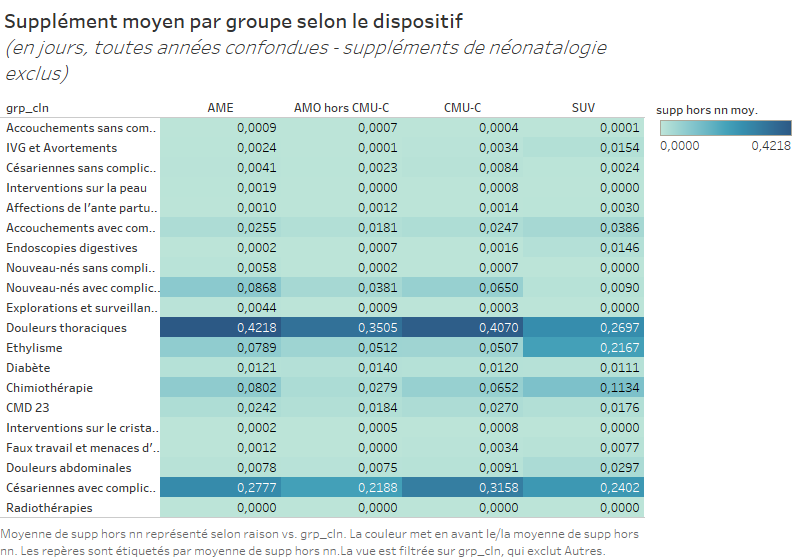 Supplément moyen par groupe selon le dispositif
(en jours, toutes années confondues - suppléments de néonatalogie
exclus)
grp_cln AME AMO hors CMU-C CMU-C SUV
Accouchements sans com.. 0,0009 0,0007 0,0004 0,0001
IVG et Avortements 0,0024 0,0001 0,0034 0,0154
Césariennes sans complic.. 0,0041 0,0023 0,0084 0,0024
Interventions sur la peau 0,0019 0,0000 0,0008 0,0000
Affections de l'ante partu.. 0,0010 0,0012 0,0014 0,0030
Accouchements avec com.. 0,0255 0,0181 0,0247 0,0386
Endoscopies digestives 0,0002 0,0007 0,0016 0,0146
Nouveau-nés sans compli.. 0,0058 0,0002 0,0007 0,0000
Nouveau-nés avec complic.. 0,0868 0,0381 0,0650 0,0090
Explorations et surveillan.. 0,0044 0,0009 0,0003 0,0000
Douleurs thoraciques 0,4218 0,3505 0,4070 0,2697
Ethylisme 0,0789 0,0512 0,0507 0,2167
Diabète 0,0121 0,0140 0,0120 0,0111
Chimiothérapie 0,0802 0,0279 0,0652 0,1134
CMD 23 0,0242 0,0184 0,0270 0,0176
Interventions sur le crista.. 0,0002 0,0005 0,0008 0,0000
Faux travail et menaces d'.. 0,0012 0,0000 0,0034 0,0077
Douleurs abdominales 0,0078 0,0075 0,0091 0,0297
Césariennes avec complic.. 0,2777 0,2188 0,3158 0,2402
Radiothérapies 0,0000 0,0000 0,0000 0,0000
supp hors nn moy.
0,0000 0,4218
Moyenne de supp hors nn représenté selon raison vs. grp_cln. La couleur met en avant le/la moyenne de supp hors
nn. Les repères sont étiquetés par moyenne de supp hors nn.La vue est filtrée sur grp_cln, qui exclut Autres.